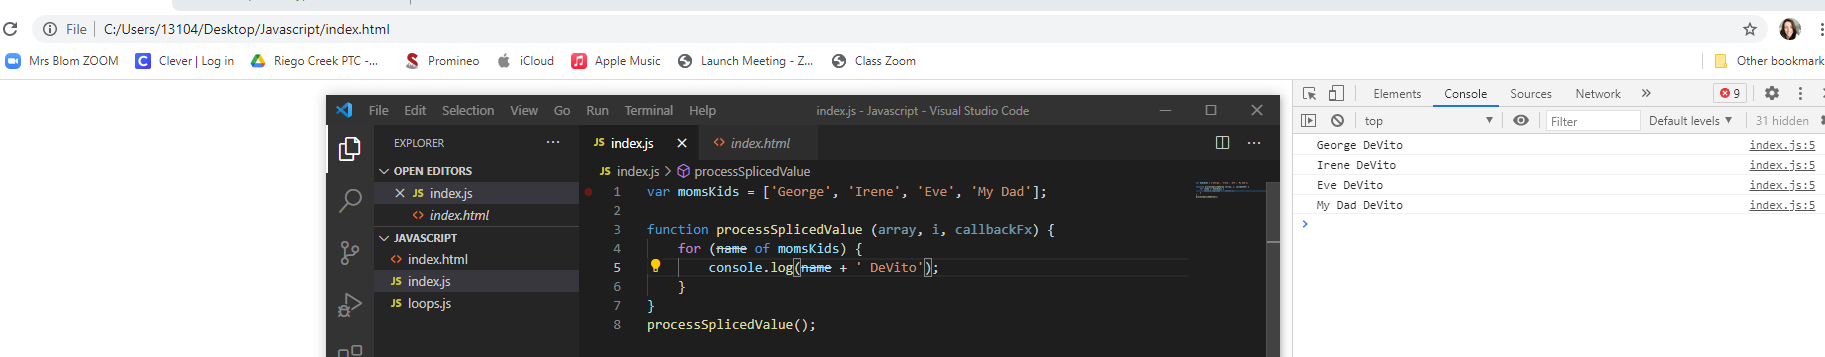 File C:/Users/13104/Desktop/Javascript/index.html
Mrs Blom ZOOM Clever | Log in Riego Creek PTC -... Promineo iCloud Apple Music Launch Meeting - Z... Class Zoom Other bookmark
File Edit Selection View Go Run Terminal Help index.js - Javascript - Visual Studio Code
EXPLORER ...
OPEN EDITORS
JS index.js
<> index.html
JAVASCRIPT
<> index.html
JS index.js
JS loops.js
JS index.js <> index.html ...
JS index.js > processSplicedValue
1 var momsKids = ['George', 'Irene', 'Eve', 'My Dad'];
2
3 function processSplicedValue (array, i, callbackFx) {
4 for (name of momsKids) {
5 console.log(name + ' DeVito');
6 }
7 }
8 processSplicedValue();
Elements Console Sources Network » 9
top Filter Default levels 31 hidden
George DeVito index.js:5
Irene DeVito index.js:5
Eve DeVito index.js:5
My Dad DeVito index.js:5
>